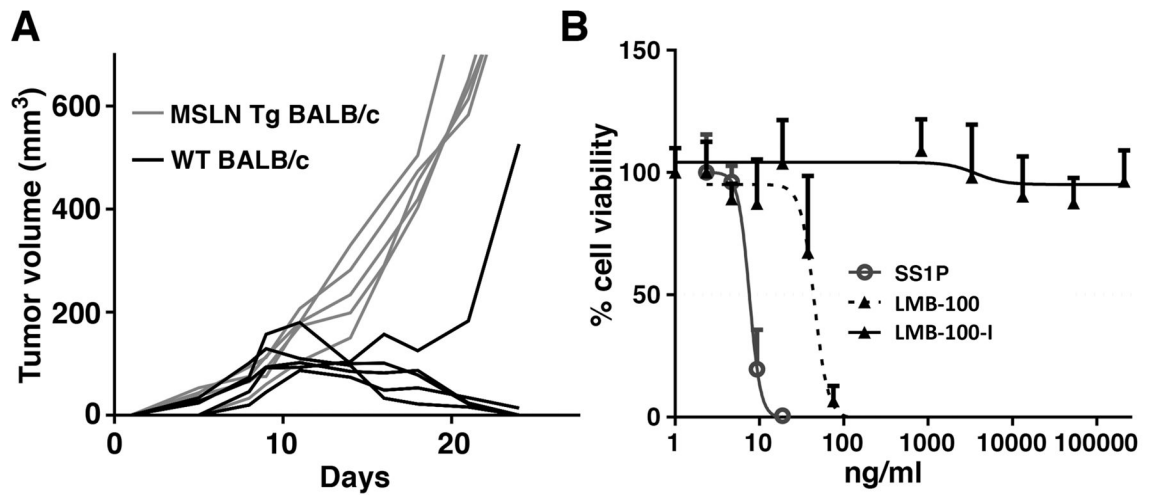 A
Tumor volume (mm³)
600
400
200
0
MSLN Tg BALB/c
WT BALB/c
0 10 20
Days
B
% cell viability
150
100
50
0
SS1P
LMB-100
LMB-100-I
1 10 100 1000 10000 100000
ng/ml